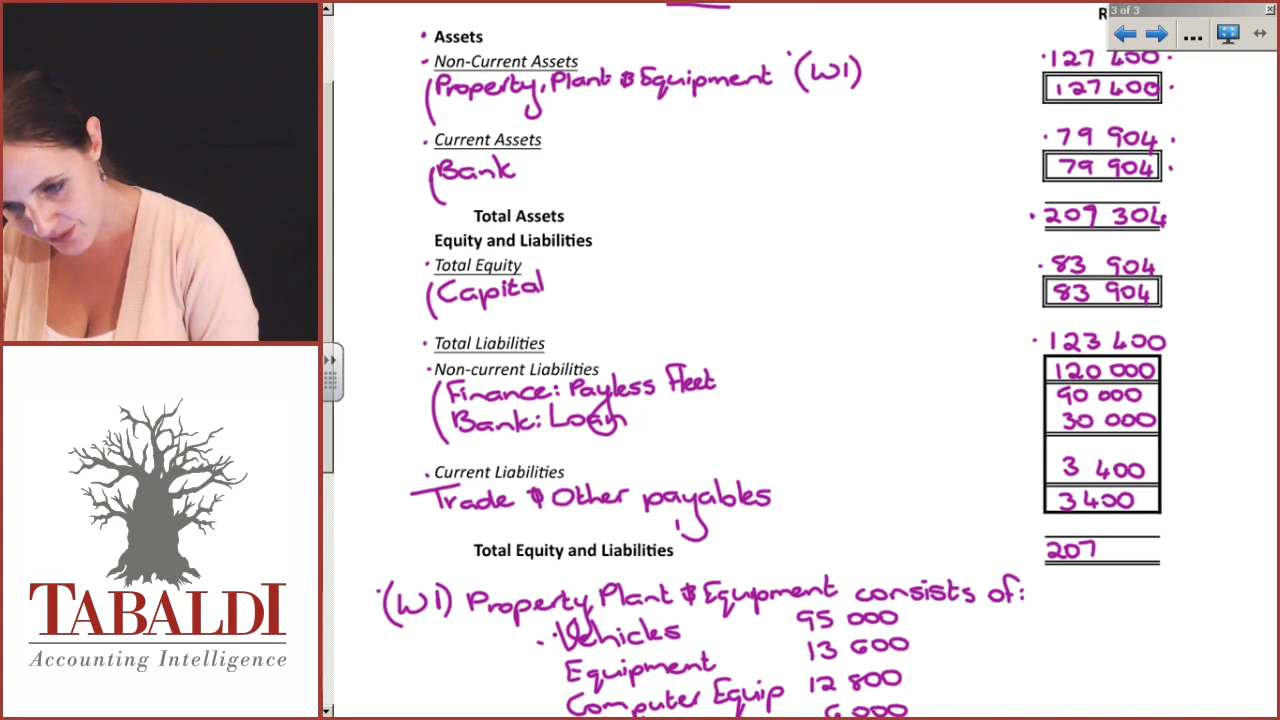 3 of 3
R
Assets
Non-Current Assets 127 400
Property, Plant & Equipment (W1) 127 400
Current Assets 79 904
Bank 79 904
Total Assets 207 304
Equity and Liabilities
Total Equity 83 904
Capital 83 904
Total Liabilities 123 400
Non-current Liabilities 120 000
Finance: Payless Fleet 90 000
Bank: Loan 30 000
Current Liabilities 3 400
Trade & Other payables 3 400
Total Equity and Liabilities 207
(W1) Property Plant & Equipment consists of:
Vehicles 95 000
Equipment 13 600
Computer Equip 12 800
6 000
TABALDI
Accounting Intelligence